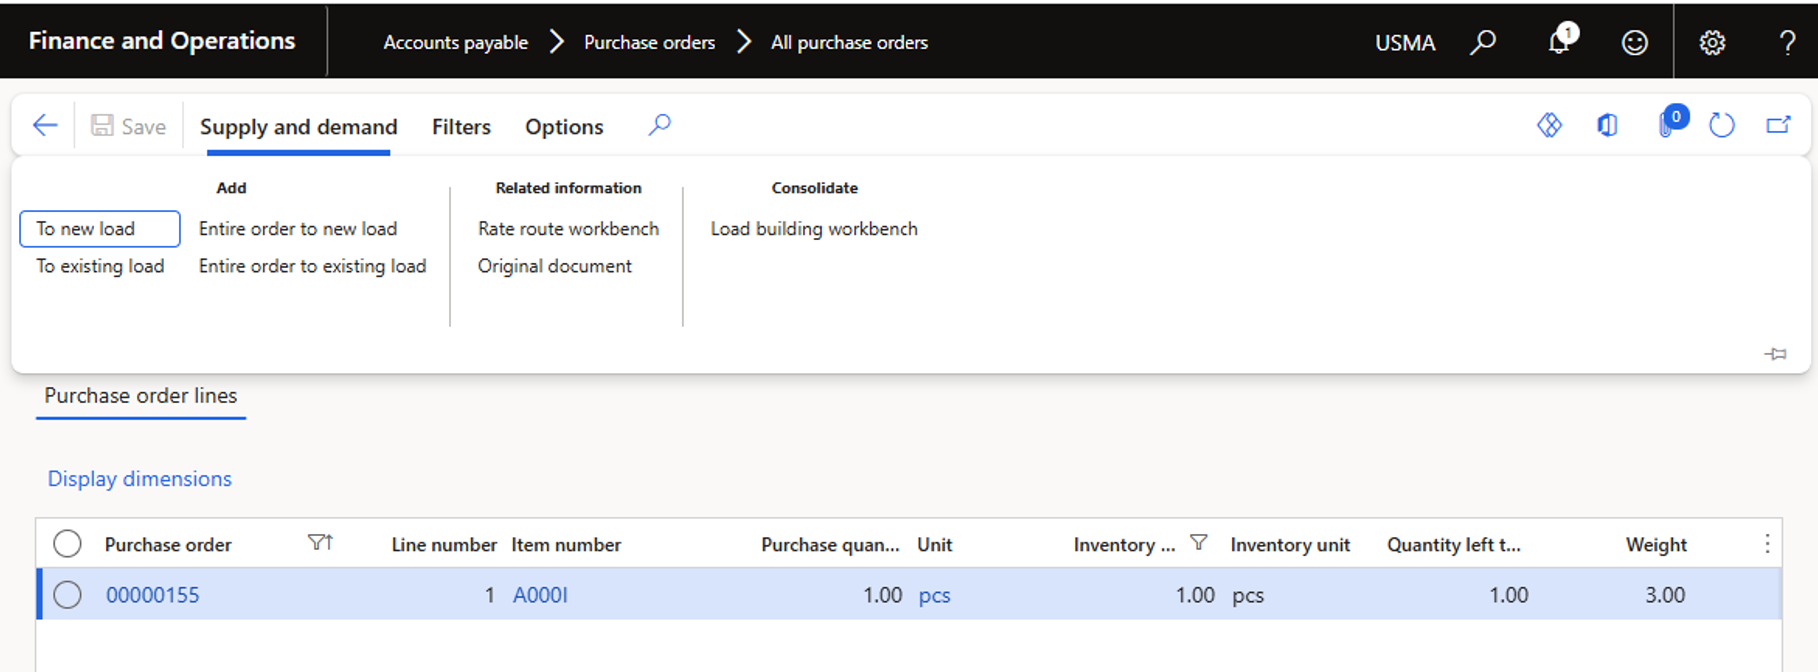 Finance and Operations
Accounts payable
Purchase orders
All purchase orders
USMA
1
?
Save
Supply and demand
Filters
Options
0
Add
Related information
Consolidate
To new load
Entire order to new load
Rate route workbench
Load building workbench
To existing load
Entire order to existing load
Original document
Purchase order lines
Display dimensions
Purchase order Line number Item number Purchase quan... Unit Inventory ... Inventory unit Quantity left t... Weight
00000155 1 A000I 1.00 pcs 1.00 pcs 1.00 3.00